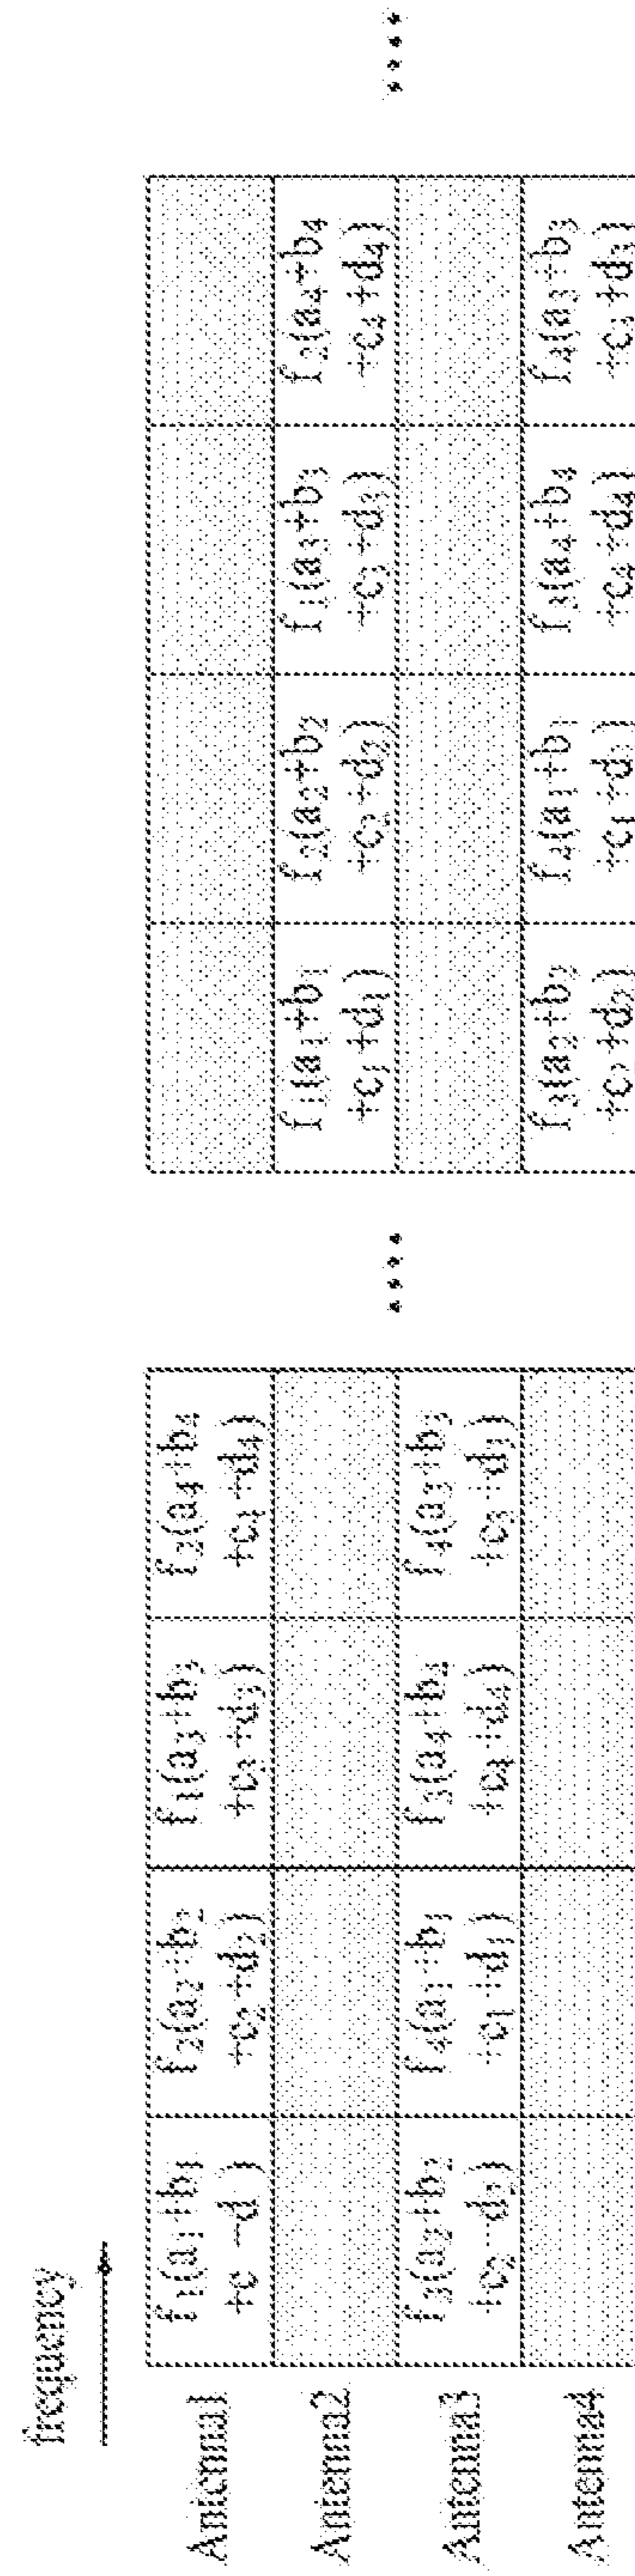 frequency
Antenna1
f1(a1+b1
+c d )
f2(a2+b2
+c2+d2)
f1(a3+b3
+c3+d3)
f2(a4+b4
+c4+d4)
Antenna2
Antenna3
f3(a2+b2
+c2 d2)
f4(a1+b1
+c1+d1)
f3(a4+b4
+c4+d4)
f4(a3+b3
+c3+d3)
Antenna4
....
f1(a1+b1
+c1+d1)
f2(a2+b2
+c2+d2)
f1(a3+b3
+c3+d3)
f2(a4+b4
+c4+d4)
f3(a2+b2
+c2+d2)
f4(a1+b1
+c1+d1)
f3(a4+b4
+c4+d4)
f4(a3+b3
+c3+d3)
....